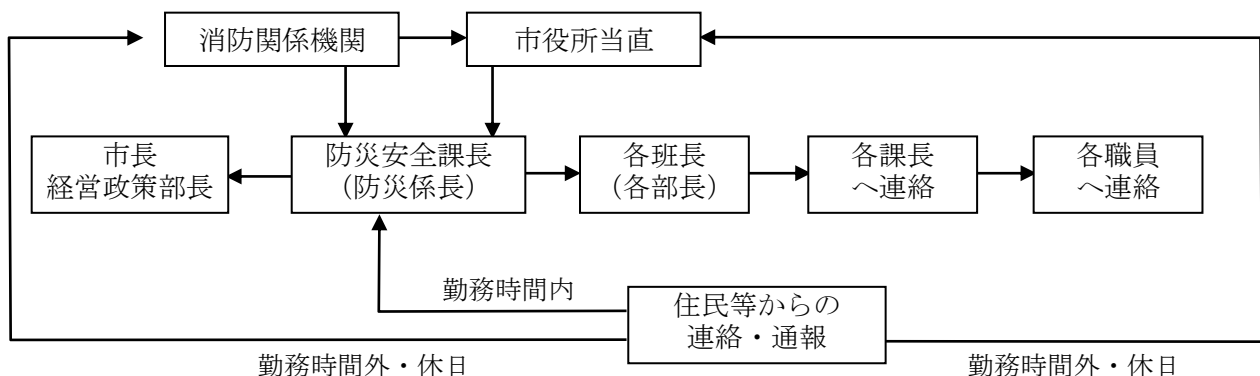 消防関係機関
市役所当直
市長
経営政策部長
防災安全課長
（防災係長）
各班長
（各部長）
各課長
へ連絡
各職員
へ連絡
勤務時間内
住民等からの
連絡・通報
勤務時間外・休日
勤務時間外・休日